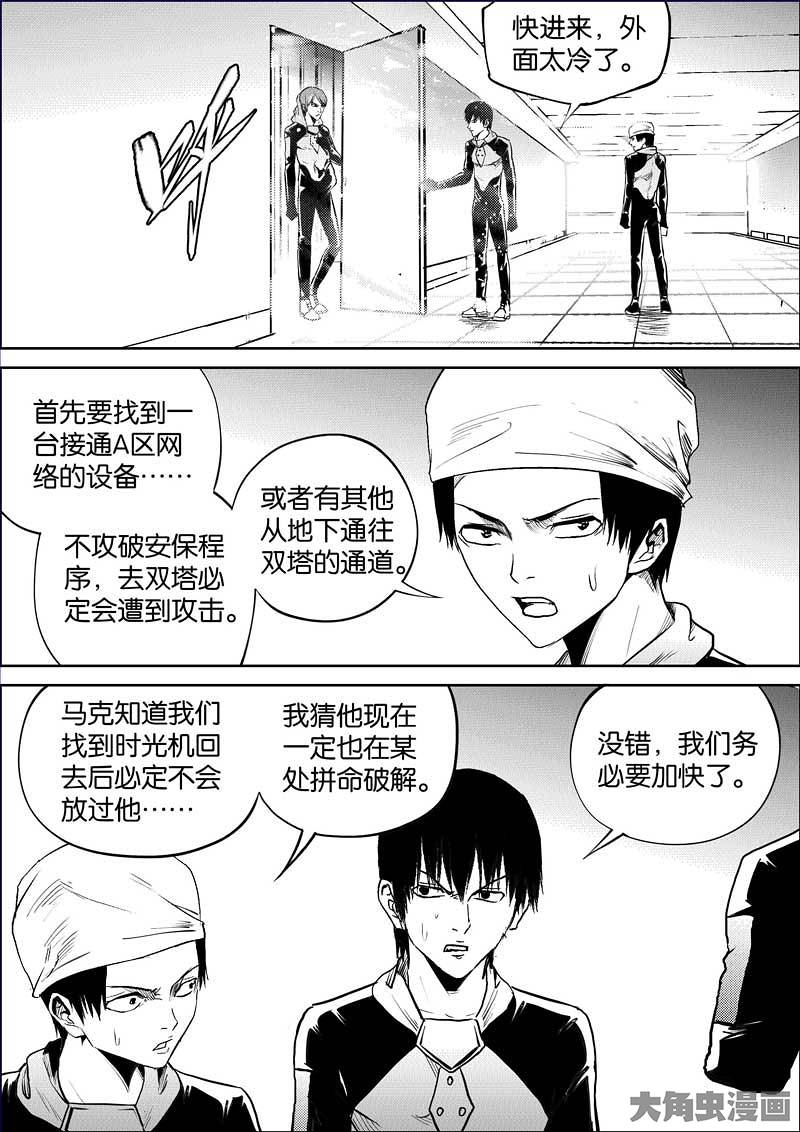 快进来，外
面太冷了。
首先要找到一
台接通A区网
络的设备……
不攻破安保程
序，去双塔必
定会遭到攻击。
或者有其他
从地下通往
双塔的通道。
马克知道我们
找到时光机回
去后必定不会
放过他……
我猜他现在
一定也在某
处拼命破解。
没错，我们务
必要加快了。
大角虫漫画